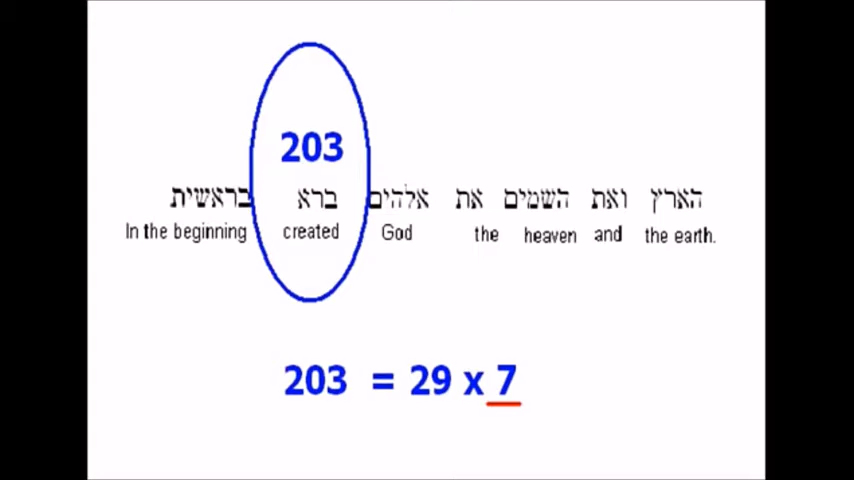 203
בראשית ברא אלהים את השמים ואת הארץ
In the beginning created God the heaven and the earth.
203 = 29 x 7